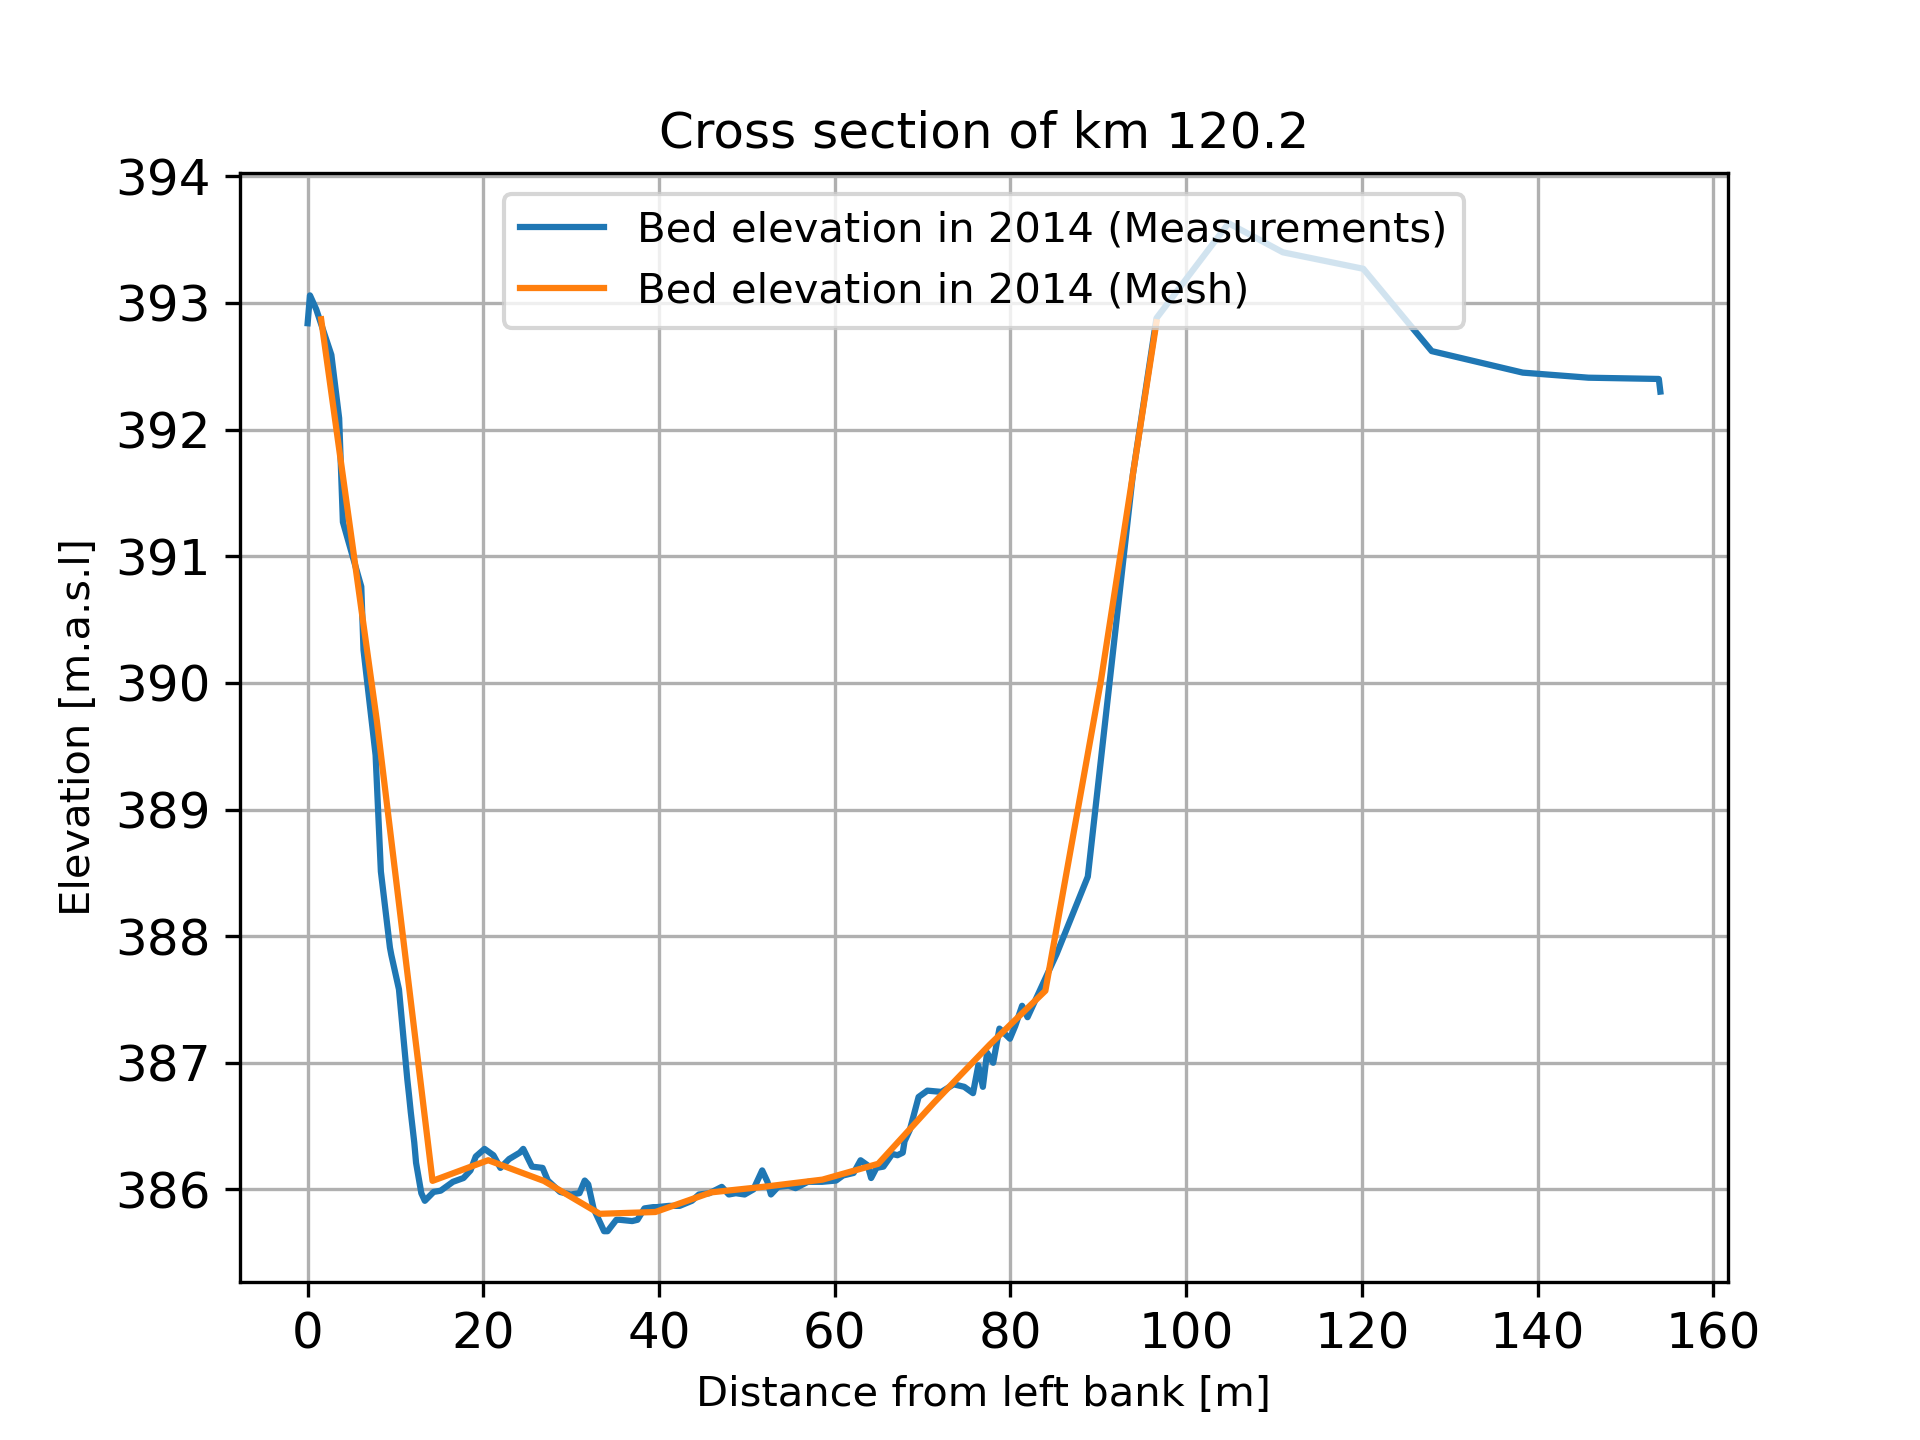 Cross section of km 120.2
394
393
392
391
390
389
388
387
386
Elevation [m.a.s.l]
Bed elevation in 2014 (Measurements)
Bed elevation in 2014 (Mesh)
0 20 40 60 80 100 120 140 160
Distance from left bank [m]